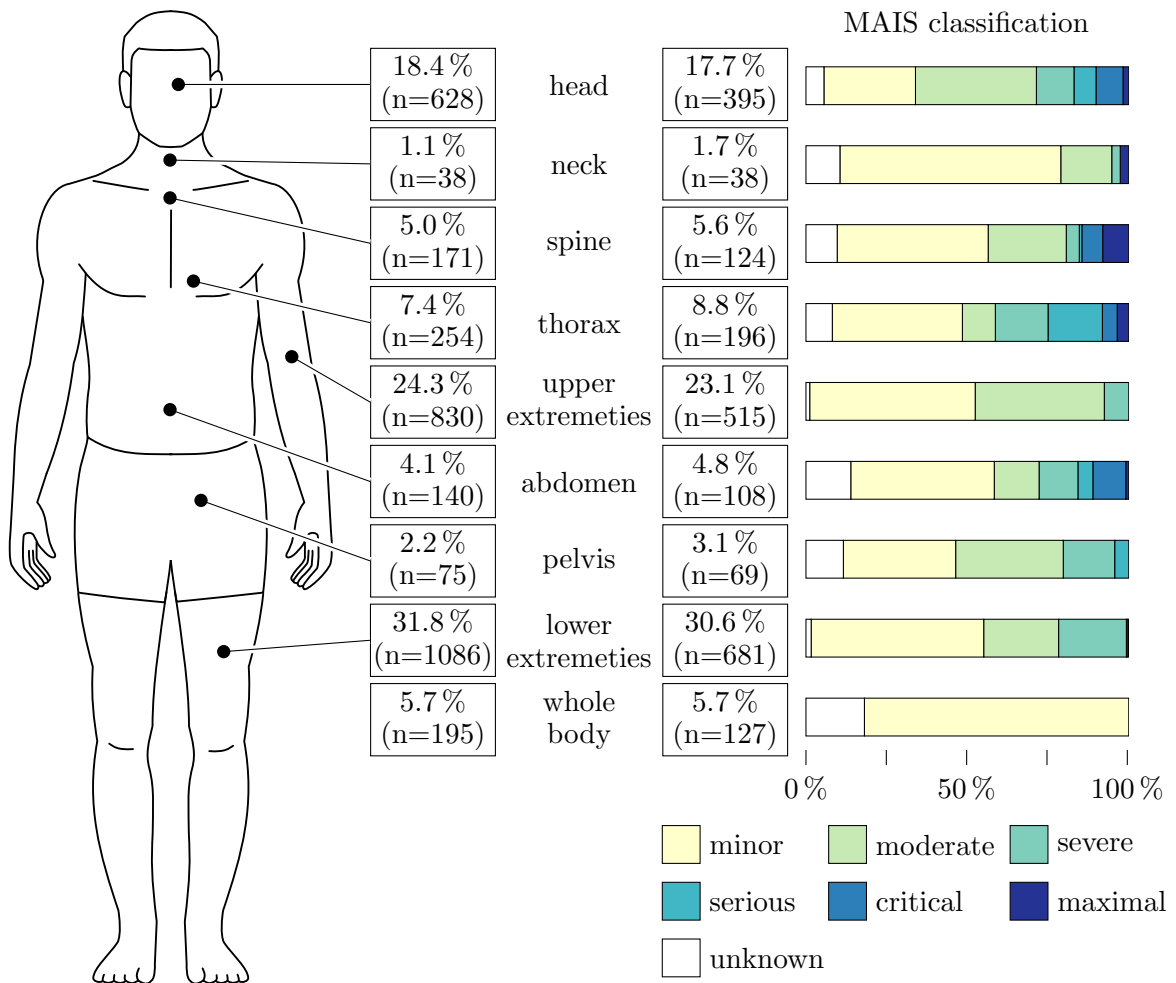 MAIS classification
18.4 %
(n=628)
head
17.7 %
(n=395)
1.1 %
(n=38)
neck
1.7 %
(n=38)
5.0 %
(n=171)
spine
5.6 %
(n=124)
7.4 %
(n=254)
thorax
8.8 %
(n=196)
24.3 %
(n=830)
upper
extremeties
23.1 %
(n=515)
4.1 %
(n=140)
abdomen
4.8 %
(n=108)
2.2 %
(n=75)
pelvis
3.1 %
(n=69)
31.8 %
(n=1086)
lower
extremeties
30.6 %
(n=681)
5.7 %
(n=195)
whole
body
5.7 %
(n=127)
0 % 50 % 100 %
minor moderate severe
serious critical maximal
unknown